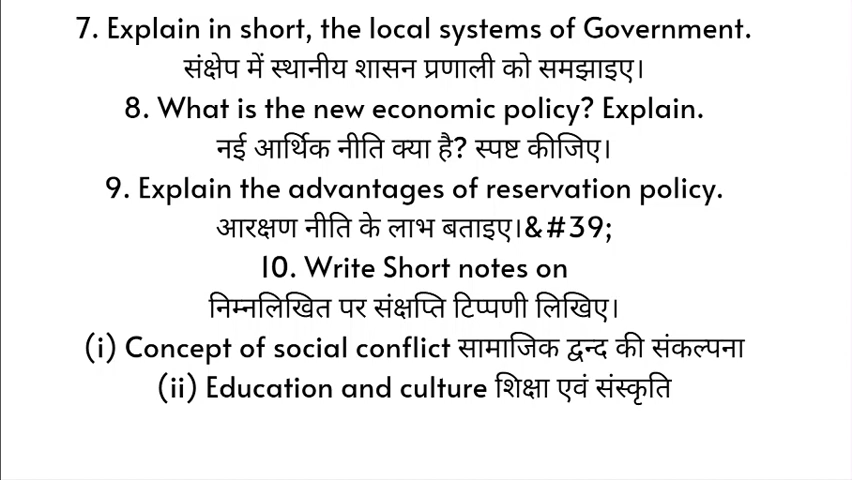 7. Explain in short, the local systems of Government.
संक्षेप में स्थानीय शासन प्रणाली को समझाइए।
8. What is the new economic policy? Explain.
नई आर्थिक नीति क्या है? स्पष्ट कीजिए।
9. Explain the advantages of reservation policy.
आरक्षण नीति के लाभ बताइए।&#39;
10. Write Short notes on
निम्नलिखित पर संक्षप्ति टिप्पणी लिखिए।
(i) Concept of social conflict सामाजिक द्वन्द की संकल्पना
(ii) Education and culture शिक्षा एवं संस्कृति